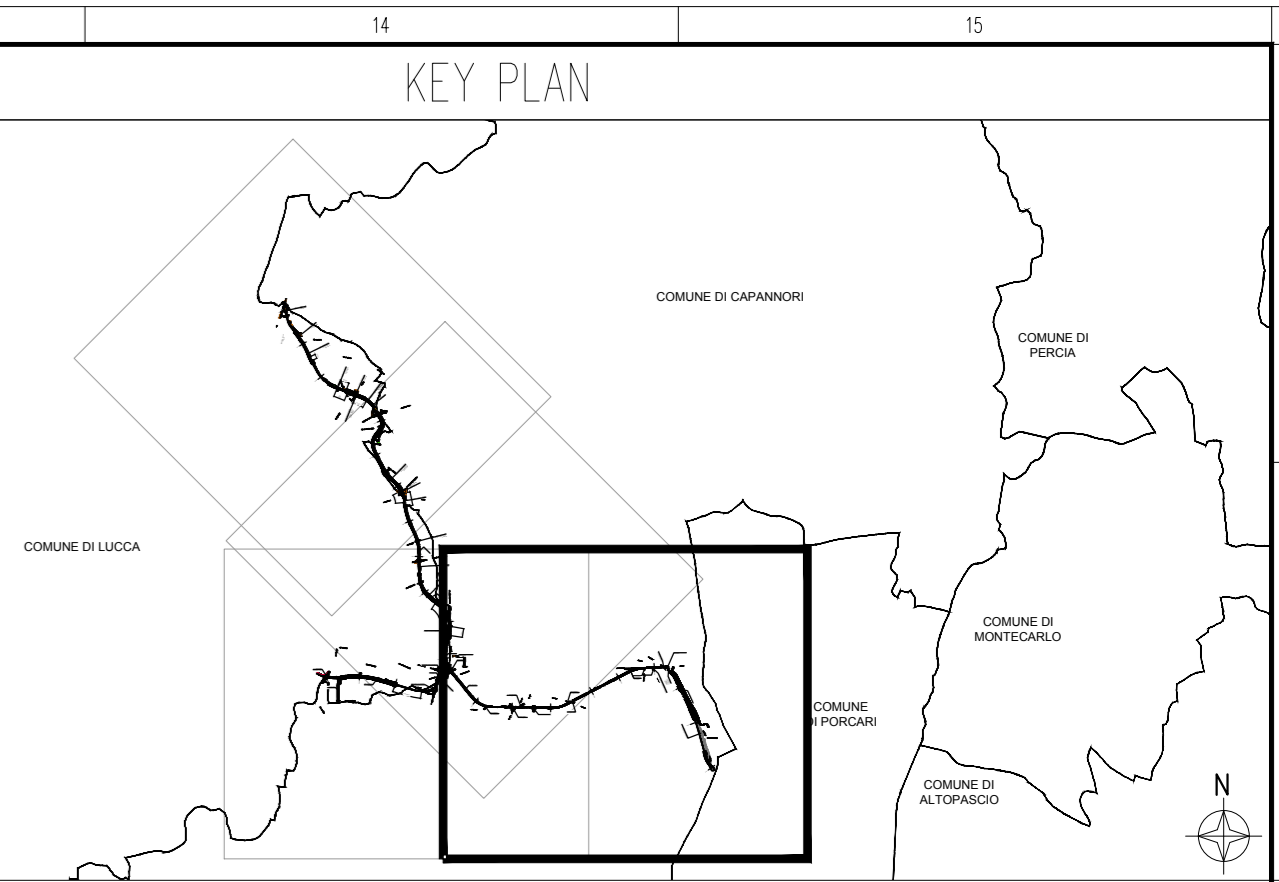 14
15
KEY PLAN
COMUNE DI CAPANNORI
COMUNE DI
PERCIA
COMUNE DI LUCCA
COMUNE DI
MONTECARLO
COMUNE
DI PORCARI
COMUNE DI
ALTOPASCIO
N